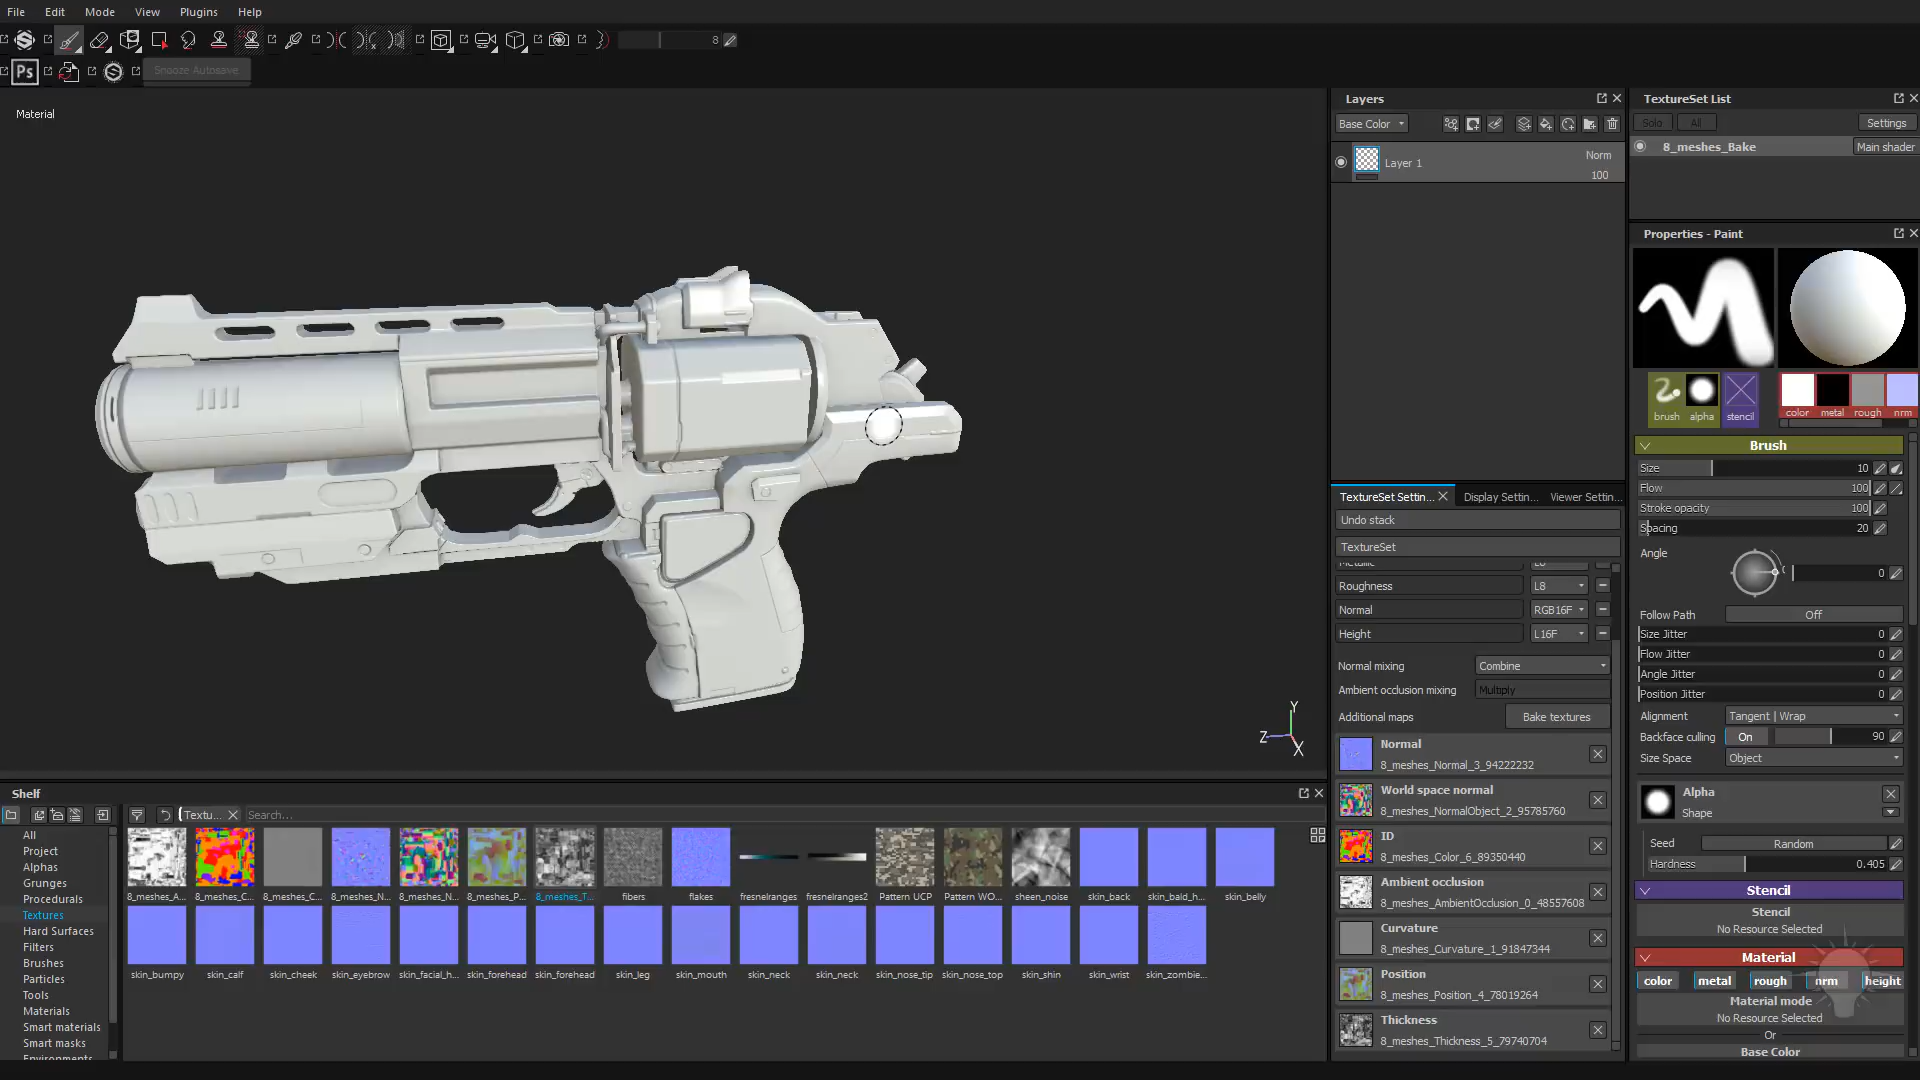 File Edit Mode View Plugins Help
8
Ps Snooze Autosave
Material
Layers
Base Color
Layer 1
Norm
100
TextureSet List
Solo All Settings
8_meshes_Bake Main shader
Properties - Paint
brush alpha stencil color metal rough nrm
Brush
Size 10
Flow 100
Stroke opacity 100
Spacing 20
Angle 0
Follow Path Off
Size Jitter 0
Flow Jitter 0
Angle Jitter 0
Position Jitter 0
Alignment Tangent | Wrap
Backface culling On 90
Size Space Object
Alpha
Shape
Seed Random
Hardness 0.405
Stencil
Stencil
No Resource Selected
Material
color metal rough nrm height
Material mode
No Resource Selected
Or
Base Color
TextureSet Settin... Display Settin... Viewer Settin...
Undo stack
TextureSet
Metallic L8
Roughness L8
Normal RGB16F
Height L16F
Normal mixing Combine
Ambient occlusion mixing Multiply
Additional maps Bake textures
Normal
8_meshes_Normal_3_94222232
World space normal
8_meshes_NormalObject_2_95785760
ID
8_meshes_Color_6_89350440
Ambient occlusion
8_meshes_AmbientOcclusion_0_48557608
Curvature
8_meshes_Curvature_1_91847344
Position
8_meshes_Position_4_78019264
Thickness
8_meshes_Thickness_5_79740704
Y
Z
X
Shelf
Textu... Search...
All
Project
Alphas
Grunges
Procedurals
Textures
Hard Surfaces
Filters
Brushes
Particles
Tools
Materials
Smart materials
Smart masks
Environments
8_meshes_A... 8_meshes_C... 8_meshes_C... 8_meshes_N... 8_meshes_N... 8_meshes_P... 8_meshes_T... fibers flakes fresnelranges fresnelranges2 Pattern UCP Pattern WO... sheen_noise skin_back skin_bald_h... skin_belly
skin_bumpy skin_calf skin_cheek skin_eyebrow skin_facial_h... skin_forehead skin_forehead skin_leg skin_mouth skin_neck skin_neck skin_nose_tip skin_nose_top skin_shin skin_wrist skin_zombie...